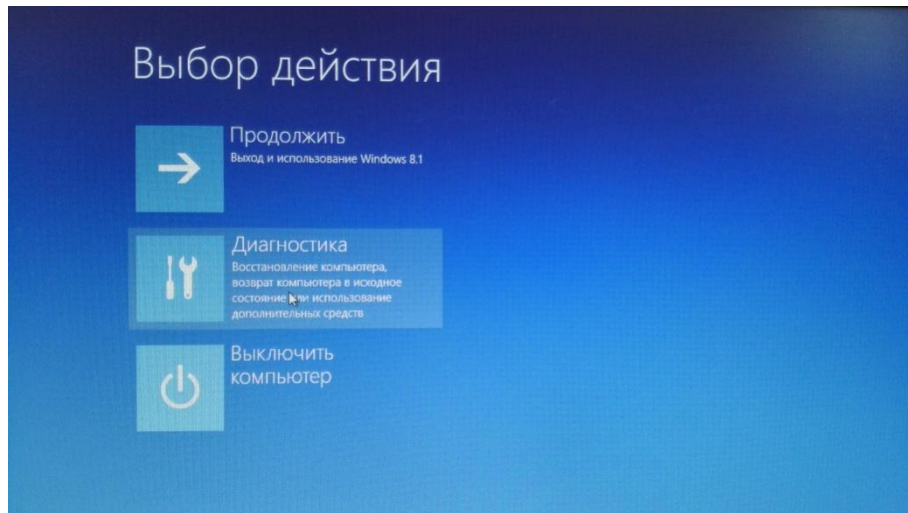 Выбор действия
Продолжить
Выход и использование Windows 8.1
Диагностика
Восстановление компьютера,
возврат компьютера в исходное
состояние или использование
дополнительных средств
Выключить
компьютер